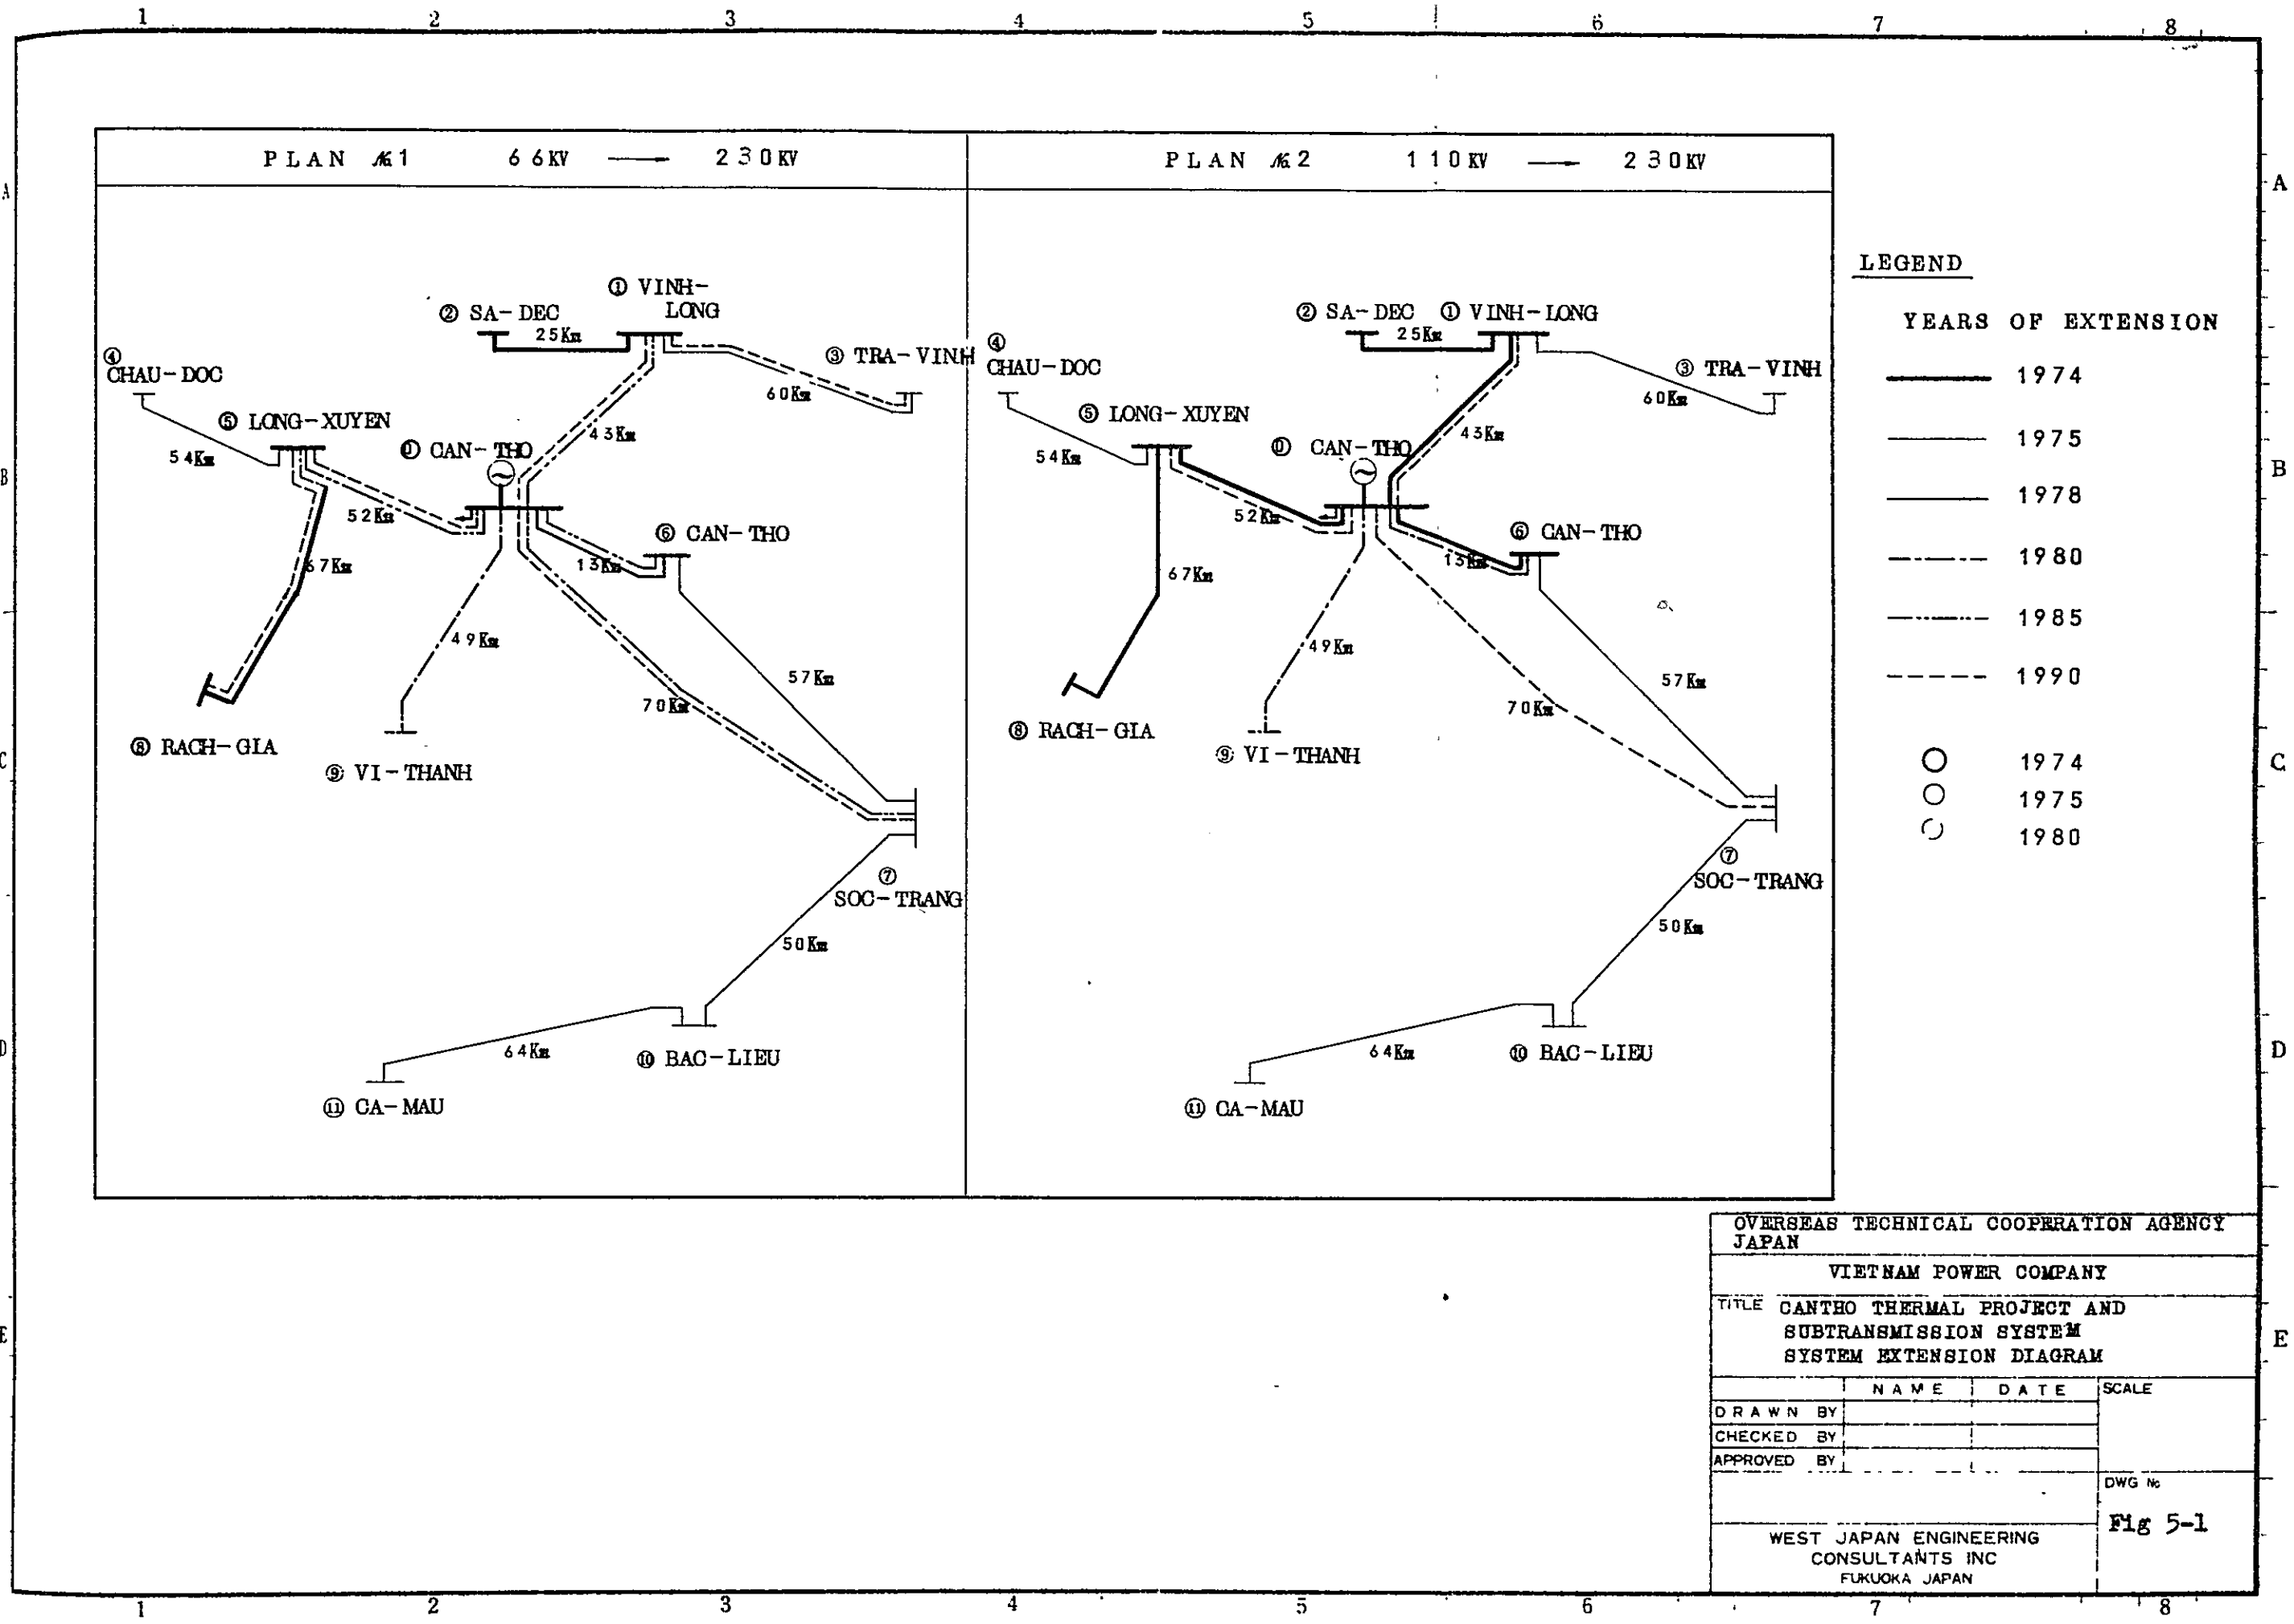 1 2 3 4 5 6 7 8
PLAN №1 66KV → 230KV
PLAN №2 110KV → 230KV
A
B
C
D
E
① VINH-
LONG
② SA-DEC
25Km
③ TRA-VINH
60Km
④
CHAU-DOC
54Km
⑤ LONG-XUYEN
CAN-THO
43Km
52Km
⑥ CAN-THO
13Km
67Km
49Km
57Km
70Km
⑧ RACH-GIA
⑨ VI-THANH
⑦
SOC-TRANG
50Km
64Km
⑩ BAC-LIEU
⑪ CA-MAU
② SA-DEC
① VINH-LONG
25Km
③ TRA-VINH
60Km
④
CHAU-DOC
54Km
⑤ LONG-XUYEN
CAN-THO
43Km
52Km
⑥ CAN-THO
13Km
67Km
49Km
57Km
70Km
⑧ RACH-GIA
⑨ VI-THANH
⑦
SOC-TRANG
50Km
64Km
⑩ BAC-LIEU
⑪ CA-MAU
LEGEND
YEARS OF EXTENSION
1974
1975
1978
1980
1985
1990
1974
1975
1980
A
B
C
D
E
OVERSEAS TECHNICAL COOPERATION AGENCY
JAPAN
VIETNAM POWER COMPANY
TITLE CANTHO THERMAL PROJECT AND
SUBTRANSMISSION SYSTEM
SYSTEM EXTENSION DIAGRAM
NAME DATE SCALE
DRAWN BY
CHECKED BY
APPROVED BY
DWG №
Fig 5-1
WEST JAPAN ENGINEERING
CONSULTANTS INC
FUKUOKA JAPAN
1 2 3 4 5 6 7 8